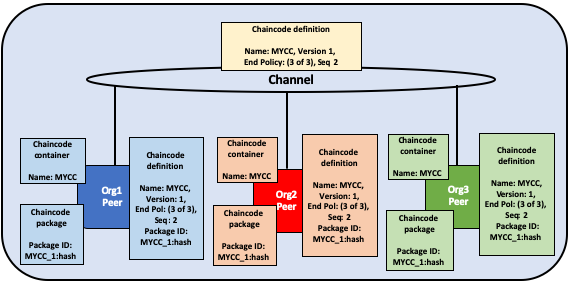 Chaincode definition
Name: MYCC, Version 1,
End Policy: (3 of 3), Seq 2
Channel
Chaincode
container
Name: MYCC
Org1
Peer
Chaincode
package
Package ID:
MYCC_1:hash
Chaincode
definition
Name: MYCC,
Version: 1,
End Pol: (3 of 3),
Seq: 2
Package ID:
MYCC_1:hash
Chaincode
container
Name: MYCC
Org2
Peer
Chaincode
package
Package ID:
MYCC_1:hash
Chaincode
definition
Name: MYCC,
Version: 1,
End Pol: (3 of 3),
Seq: 2
Package ID:
MYCC_1:hash
Chaincode
container
Name: MYCC
Org3
Peer
Chaincode
package
Package ID:
MYCC_1:hash
Chaincode
definition
Name: MYCC,
Version: 1,
End Pol: (3 of 3),
Seq: 2
Package ID:
MYCC_1:hash